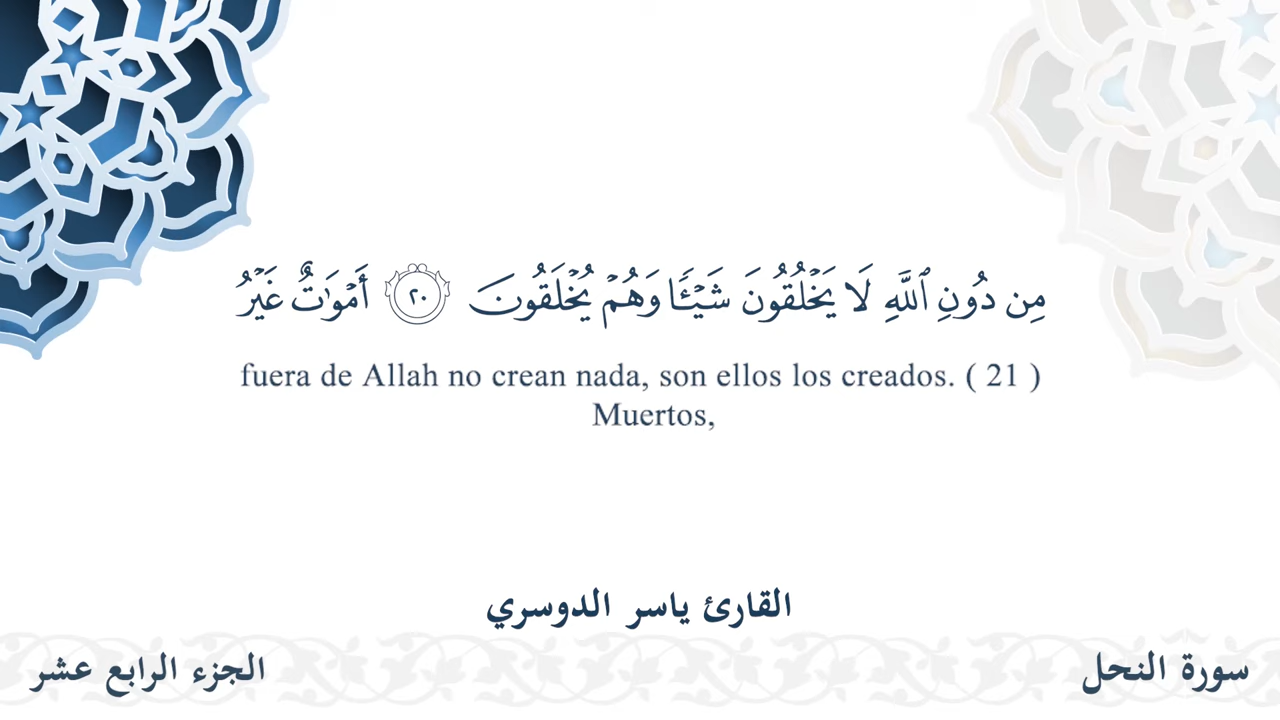 مِن دُونِ ٱللَّهِ لَا يَخْلُقُونَ شَيْـًٔا وَهُمْ يُخْلَقُونَ ٢٠ أَمْوَٰتٌ غَيْرُ
fuera de Allah no crean nada, son ellos los creados. ( 21 )
Muertos,
القارئ ياسر الدوسري
سورة النحل
الجزء الرابع عشر